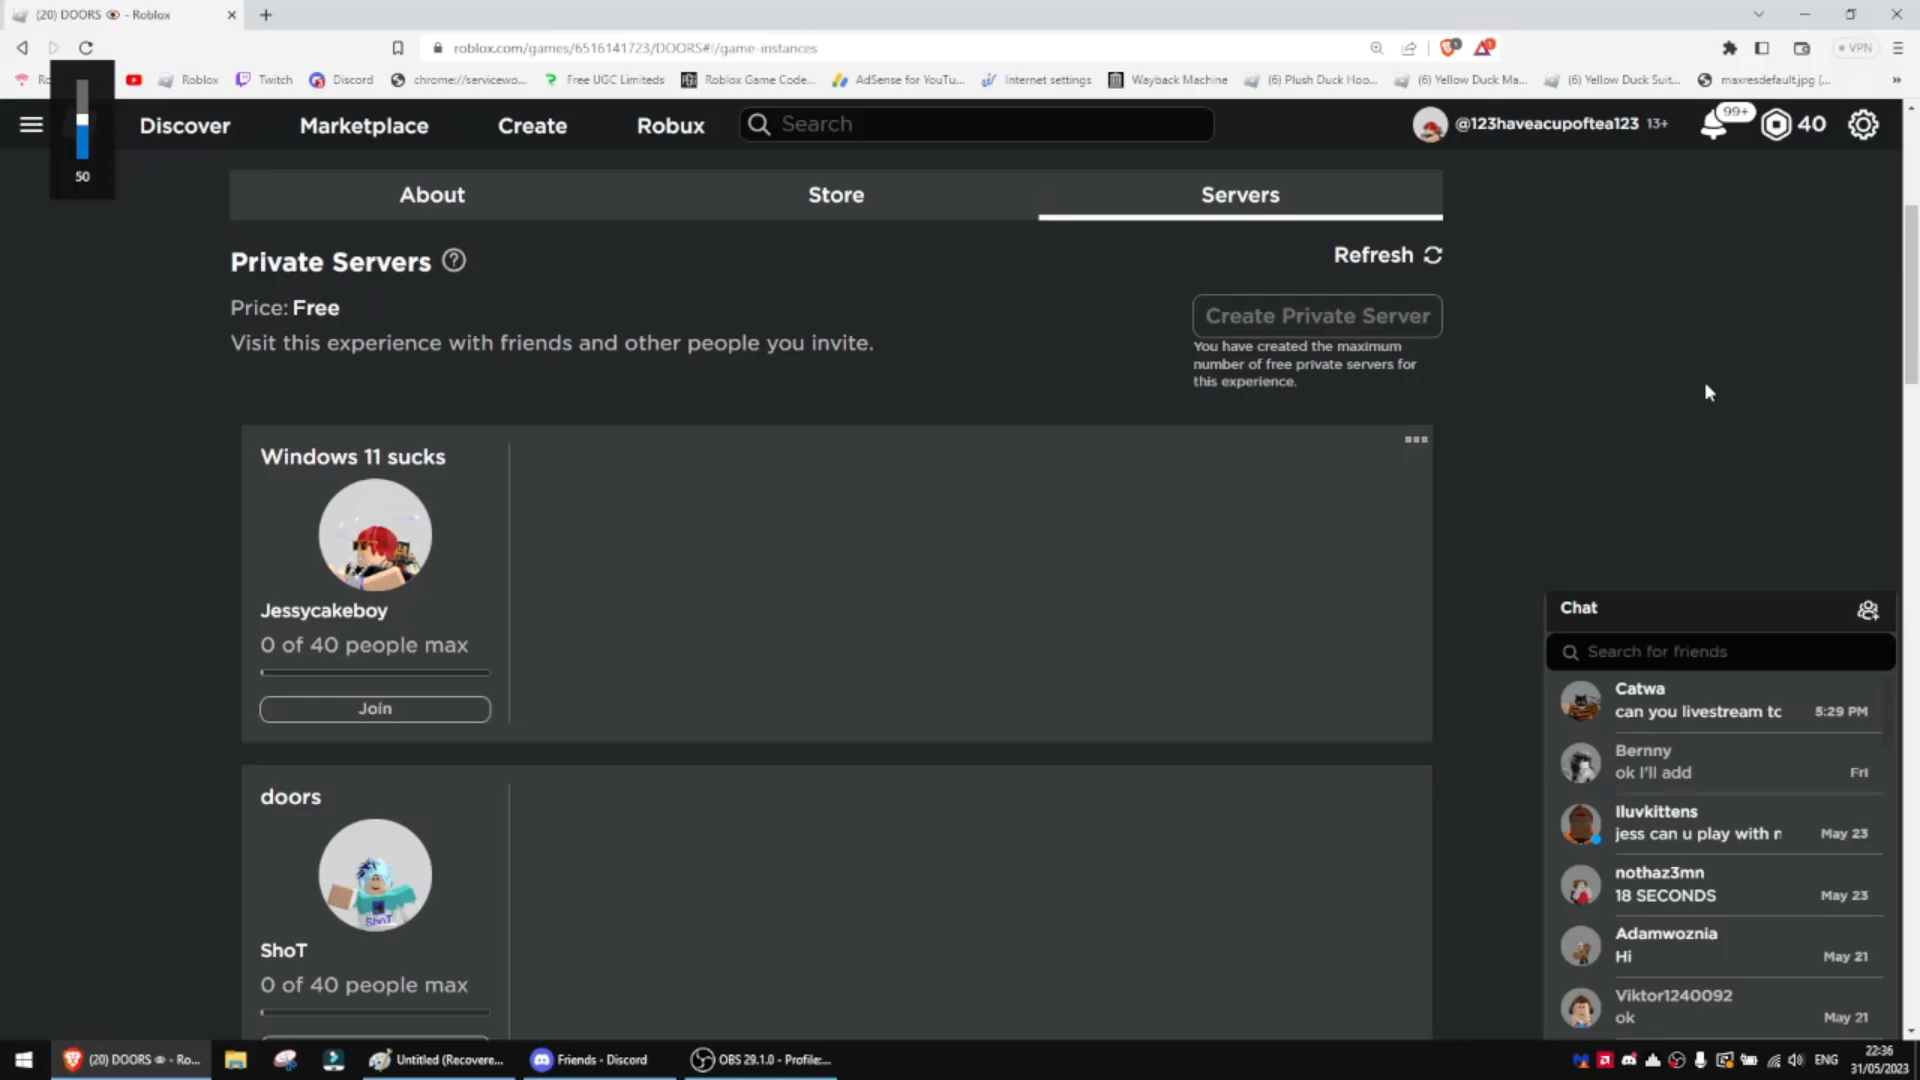 (20) DOORS 👁 - Roblox
roblox.com/games/6516141723/DOORS#!/game-instances
VPN
Ro
Roblox
Twitch
Discord
chrome://servicewo...
Free UGC Limiteds
Roblox Game Code...
AdSense for YouTu...
Internet settings
Wayback Machine
(6) Plush Duck Hoo...
(6) Yellow Duck Ma...
(6) Yellow Duck Suit...
maxresdefault.jpg (...
50
Discover
Marketplace
Create
Robux
Search
@123haveacupoftea123 13+
99+
40
About
Store
Servers
Private Servers
Refresh
Price: Free
Visit this experience with friends and other people you invite.
Create Private Server
You have created the maximum
number of free private servers for
this experience.
Windows 11 sucks
Jessycakeboy
0 of 40 people max
Join
doors
ShoT
ShoT
0 of 40 people max
Chat
Search for friends
Catwa
can you livestream tc 5:29 PM
Bernny
ok I'll add Fri
lluvkittens
jess can u play with r May 23
nothaz3mn
18 SECONDS May 23
Adamwoznia
Hi May 21
Viktor1240092
ok May 21
(20) DOORS 👁 - Ro...
Untitled (Recovere...
Friends - Discord
OBS 29.1.0 - Profile:...
ENG
22:36
31/05/2023